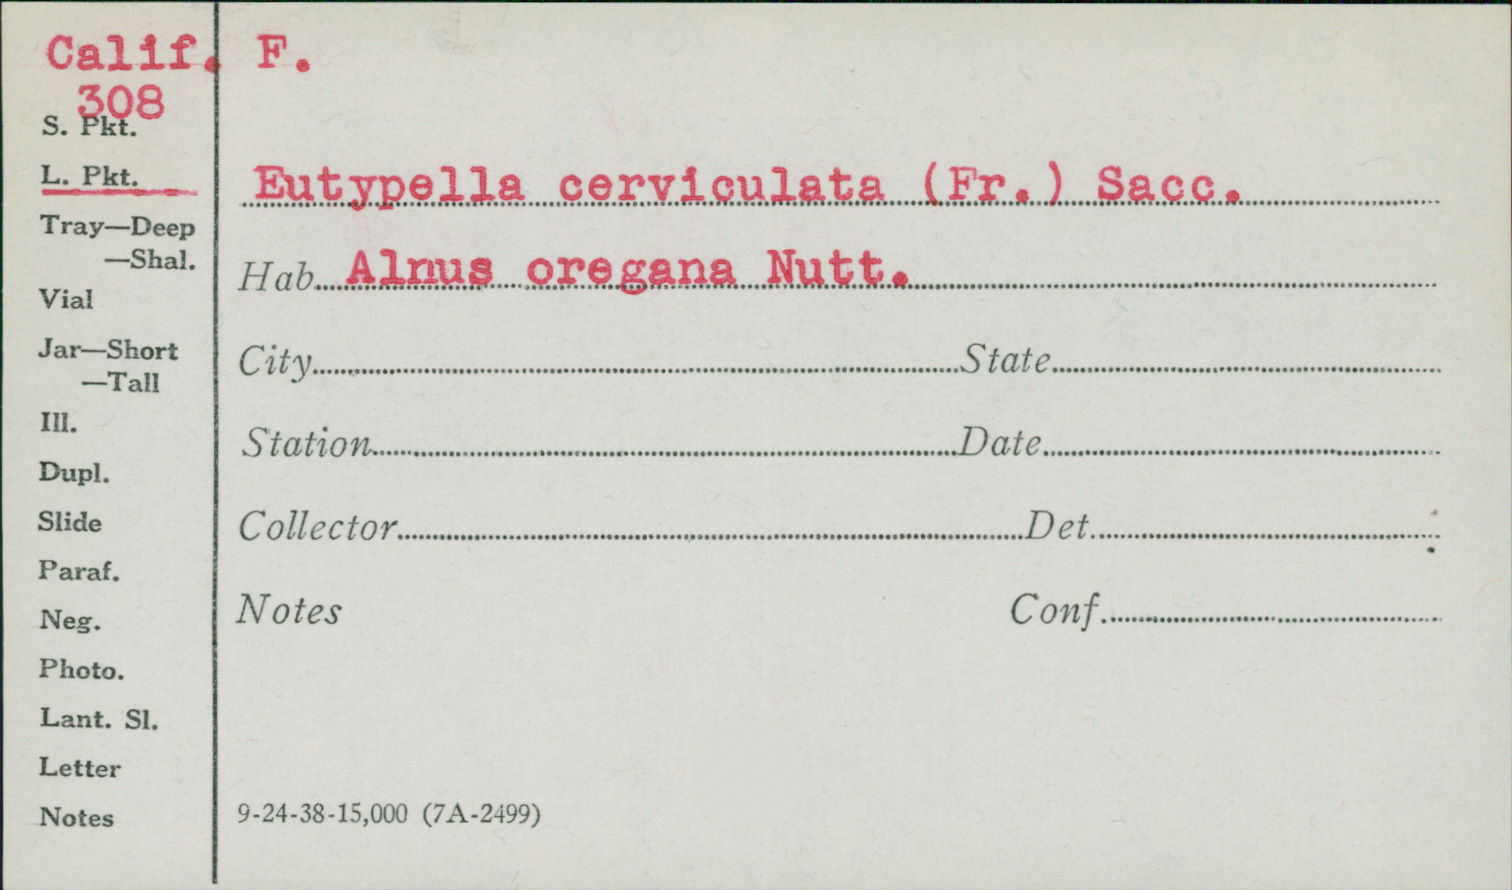 Calif. F.
308
S. Pkt.
L. Pkt.
Tray—Deep
—Shal.
Vial
Jar—Short
—Tall
Ill.
Dupl.
Slide
Paraf.
Neg.
Photo.
Lant. Sl.
Letter
Notes
Eutypella cerviculata (Fr.) Sacc.
Hab. Alnus oregana Nutt.
City State
Station Date
Collector Det.
Notes Conf.
9-24-38-15,000 (7A-2499)